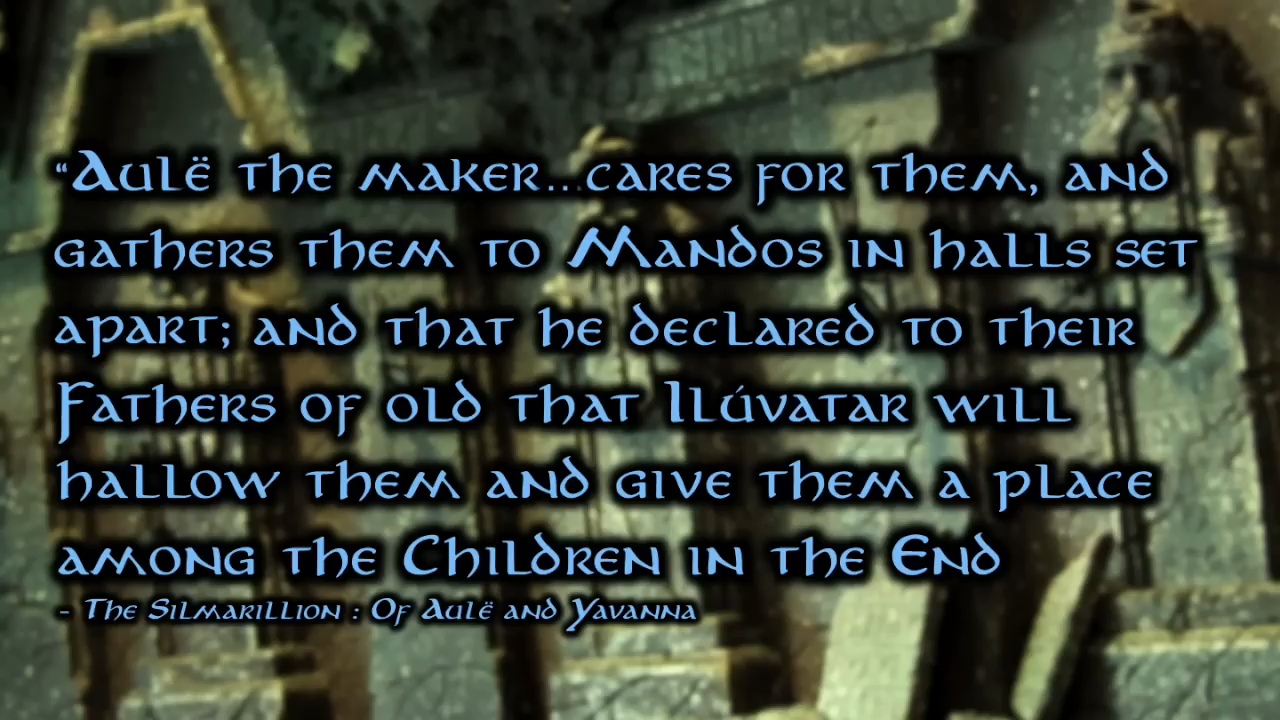 “Aulë the maker...cares for them, and
gathers them to Mandos in halls set
apart; and that he declared to their
Fathers of old that Ilúvatar will
hallow them and give them a place
among the Children in the End
- The Silmarillion : Of Aulë and Yavanna